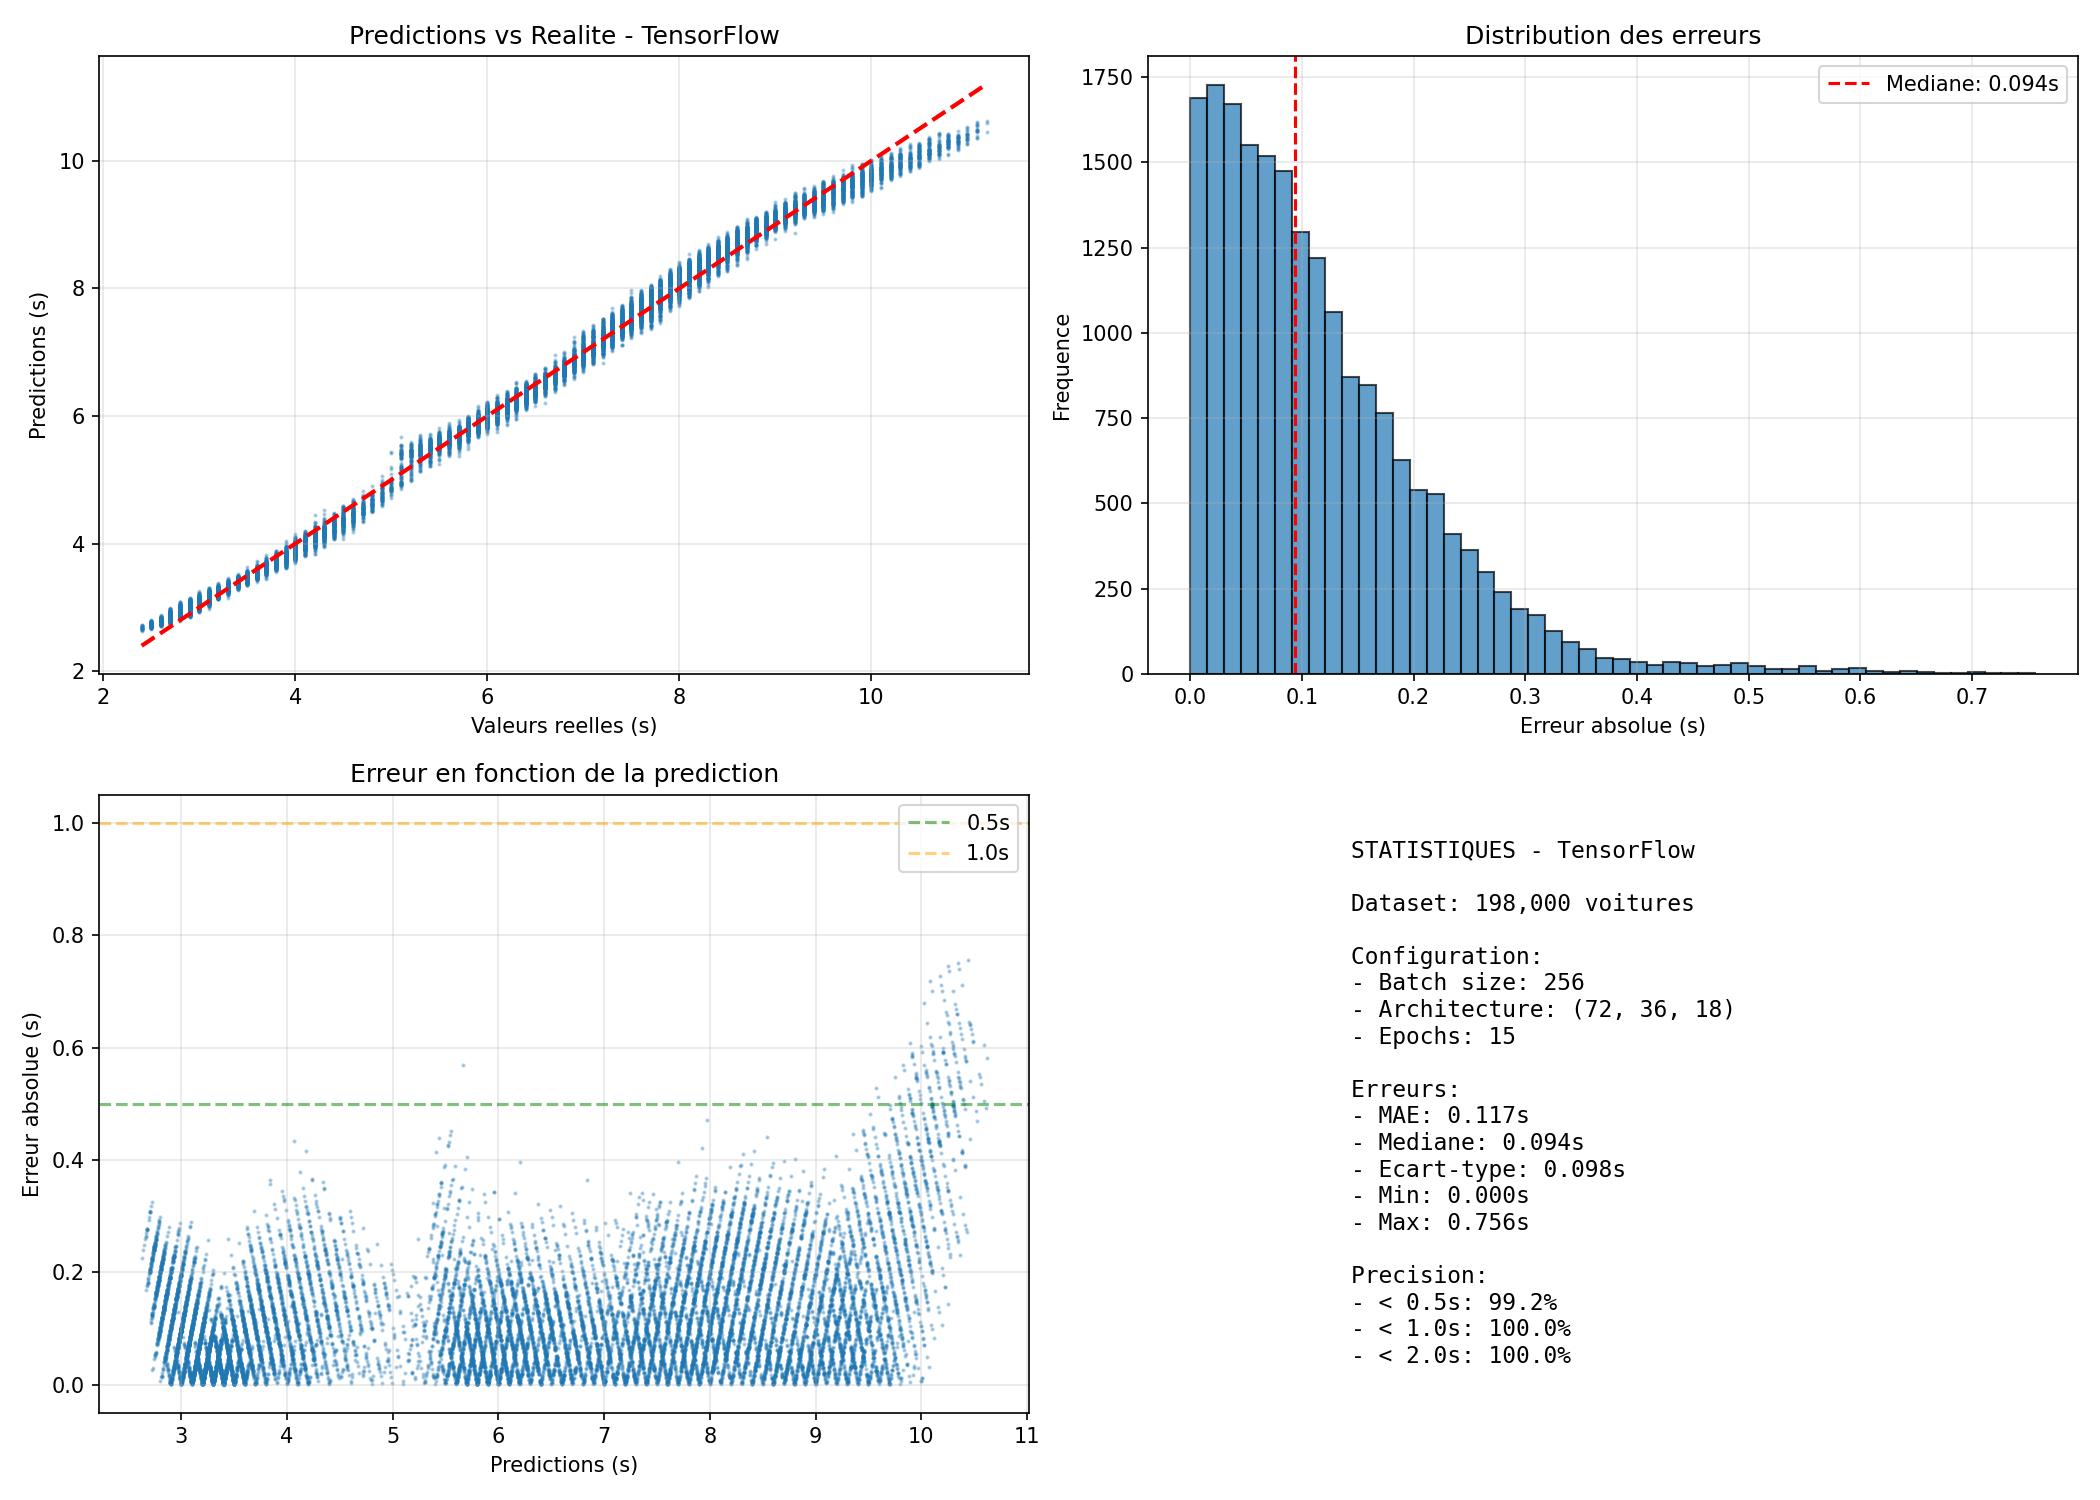 Predictions vs Realite - TensorFlow
Predictions (s)
10
8
6
4
2
2 4 6 8 10
Valeurs reelles (s)
Distribution des erreurs
Mediane: 0.094s
Frequence
1750
1500
1250
1000
750
500
250
0
0.0 0.1 0.2 0.3 0.4 0.5 0.6 0.7
Erreur absolue (s)
Erreur en fonction de la prediction
0.5s
1.0s
Erreur absolue (s)
1.0
0.8
0.6
0.4
0.2
0.0
3 4 5 6 7 8 9 10 11
Predictions (s)
STATISTIQUES - TensorFlow
Dataset: 198,000 voitures
Configuration:
- Batch size: 256
- Architecture: (72, 36, 18)
- Epochs: 15
Erreurs:
- MAE: 0.117s
- Mediane: 0.094s
- Ecart-type: 0.098s
- Min: 0.000s
- Max: 0.756s
Precision:
- < 0.5s: 99.2%
- < 1.0s: 100.0%
- < 2.0s: 100.0%